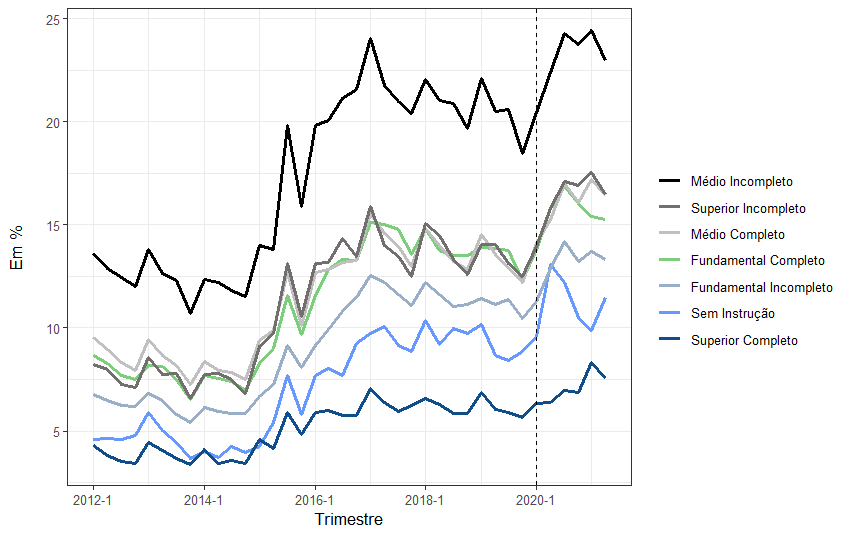 25
20
15
10
5
Em %
2012-1
2014-1
2016-1
2018-1
2020-1
Trimestre
Médio Incompleto
Superior Incompleto
Médio Completo
Fundamental Completo
Fundamental Incompleto
Sem Instrução
Superior Completo